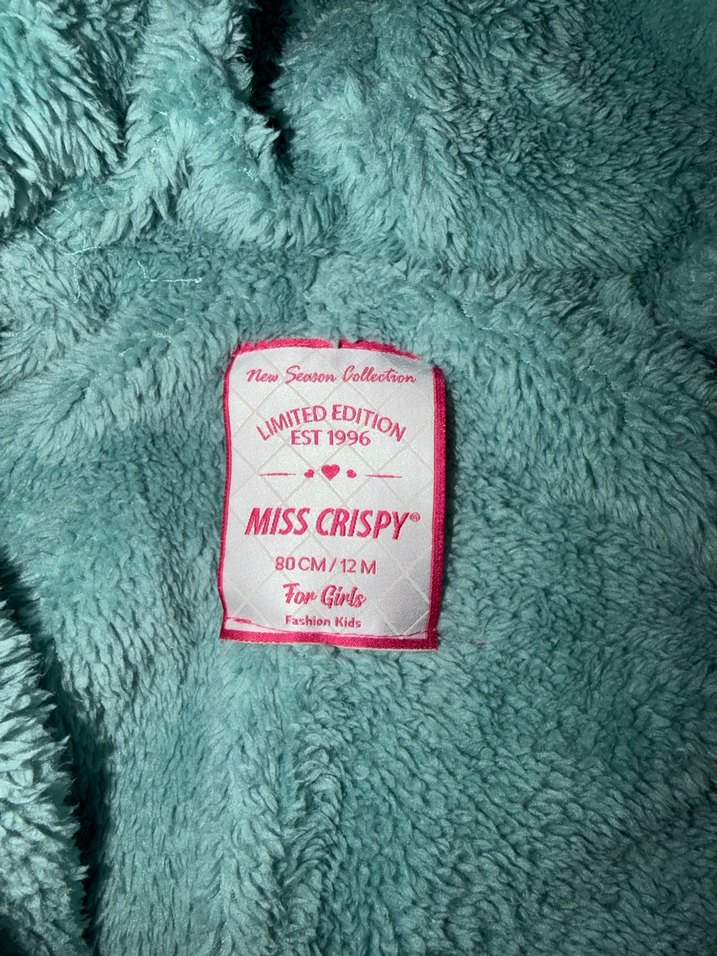 New Season Collection
LIMITED EDITION
EST 1996
MISS CRISPY®
80 CM / 12 M
For Girls
Fashion Kids